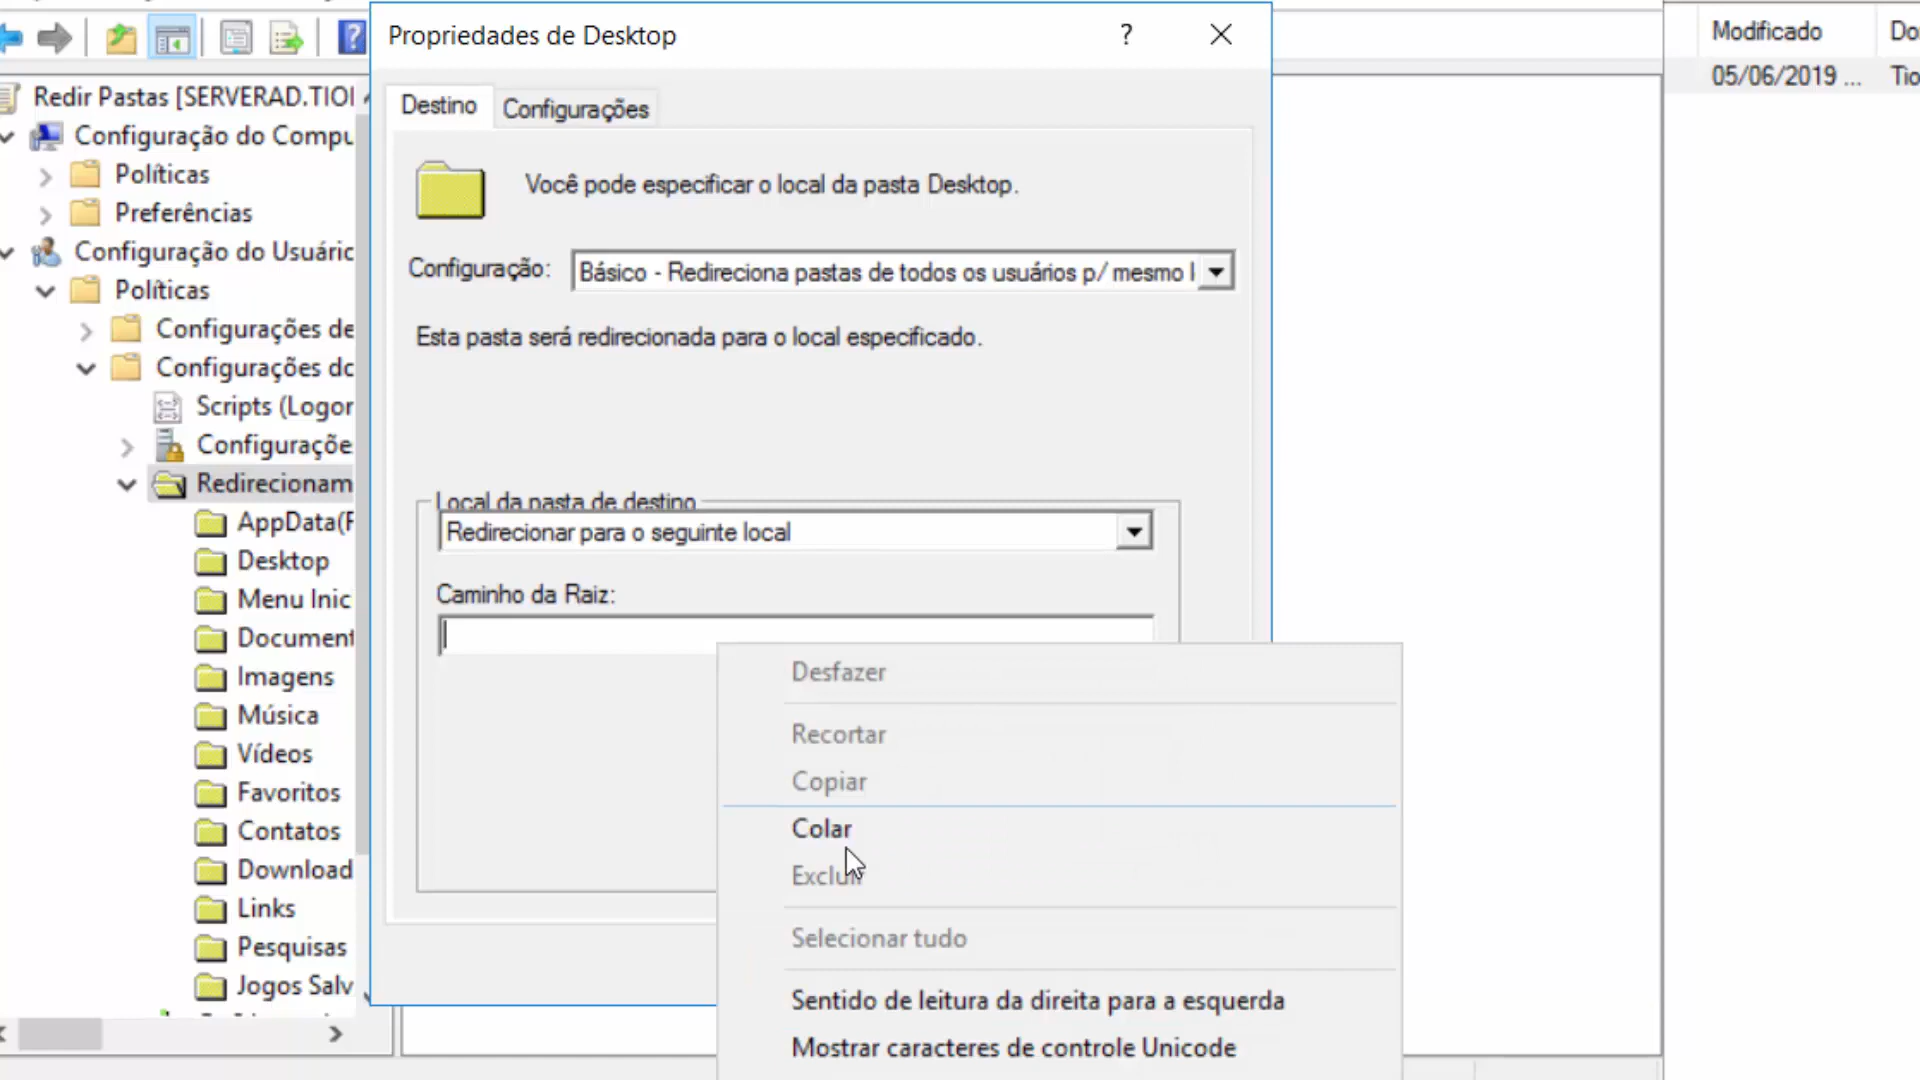 Propriedades de Desktop
?
Modificado
05/06/2019 ...
Redir Pastas [SERVERAD.TIOI
Configuração do Compu
Políticas
Preferências
Configuração do Usuáric
Políticas
Configurações de
Configurações dc
Scripts (Logor
Configuraçõe
Redirecionam
AppData(F
Desktop
Menu Inic
Document
Imagens
Música
Vídeos
Favoritos
Contatos
Download
Links
Pesquisas
Jogos Salv
Destino
Configurações
Você pode especificar o local da pasta Desktop.
Configuração:
Básico - Redireciona pastas de todos os usuários p/ mesmo l
Esta pasta será redirecionada para o local especificado.
Local da pasta de destino
Redirecionar para o seguinte local
Caminho da Raiz:
Desfazer
Recortar
Copiar
Colar
Excluir
Selecionar tudo
Sentido de leitura da direita para a esquerda
Mostrar caracteres de controle Unicode